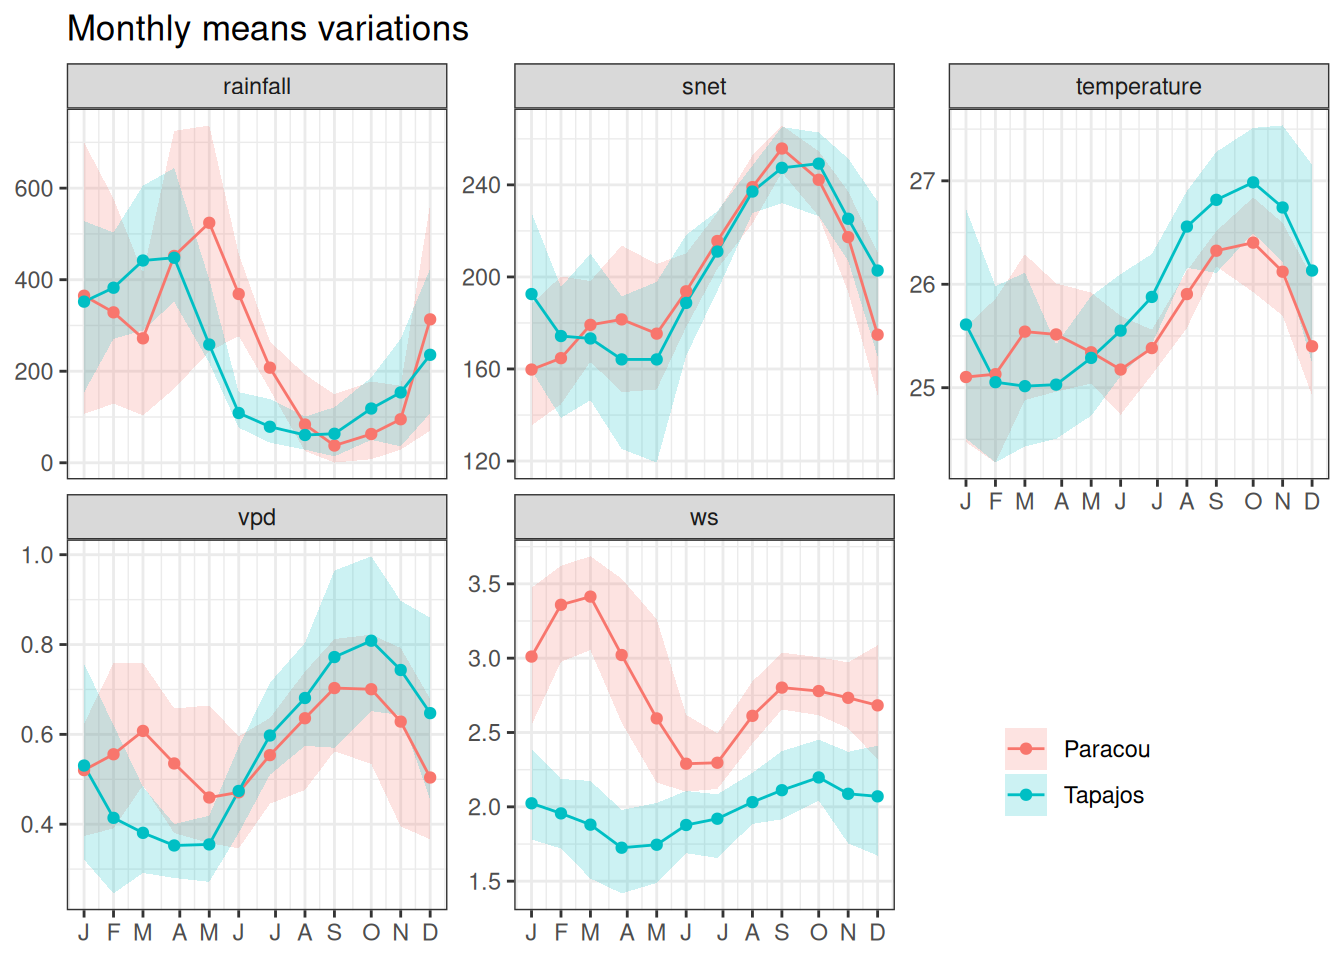 Monthly means variations
rainfall
snet
temperature
600
400
200
0
240
200
160
120
27
26
25
J F M A M J J A S O N D
vpd
ws
1.0
0.8
0.6
0.4
3.5
3.0
2.5
2.0
1.5
J F M A M J J A S O N D
J F M A M J J A S O N D
Paracou
Tapajos